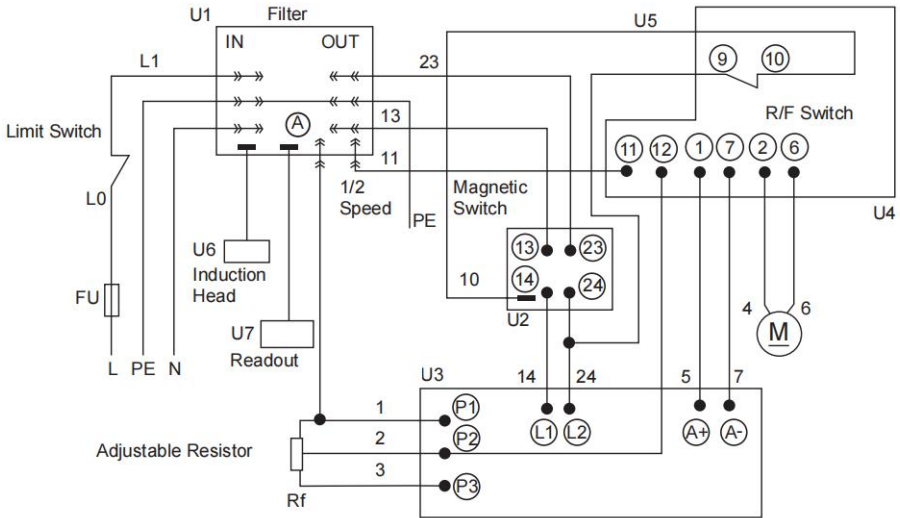 U1
Filter
U5
IN
OUT
L1
23
9
10
R/F Switch
A
13
Limit Switch
11
11
12
1
7
2
6
1/2
Speed
Magnetic
Switch
L0
PE
U4
U6
Induction
Head
13
23
10
14
24
FU
4
6
U7
U2
M
Readout
L
PE
N
U3
14
24
5
7
1
P1
L1
L2
A+
A-
2
P2
Adjustable Resistor
3
P3
Rf